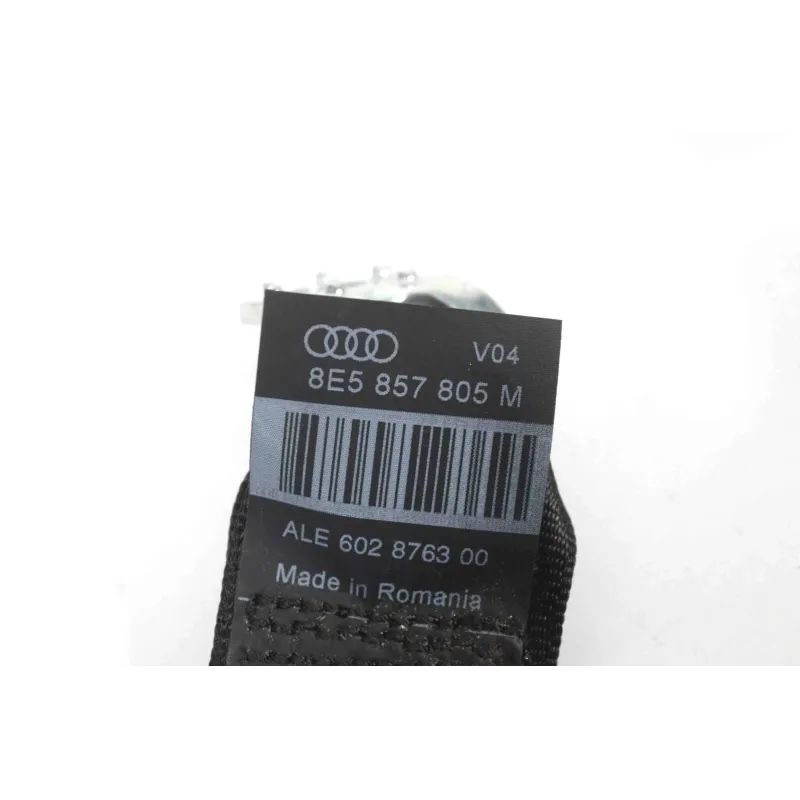 V04
8E5 857 805 M
ALE 602 8763 00
Made in Romania